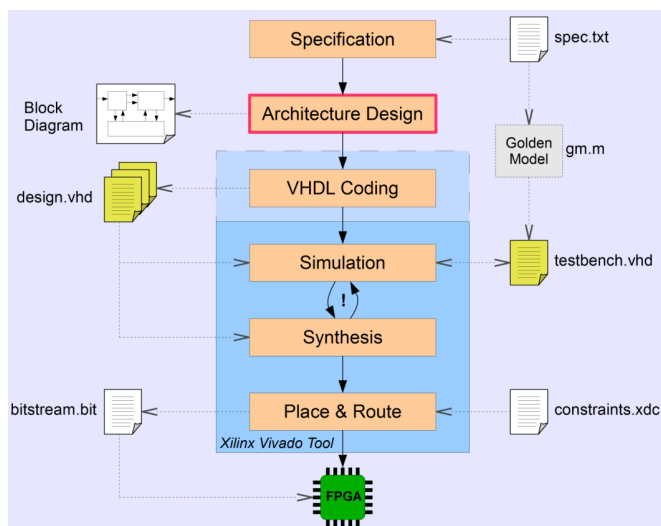 Specification
spec.txt
Block
Diagram
Architecture Design
Golden
Model
gm.m
VHDL Coding
design.vhd
Simulation
testbench.vhd
!
Synthesis
bitstream.bit
Place & Route
constraints.xdc
Xilinx Vivado Tool
FPGA